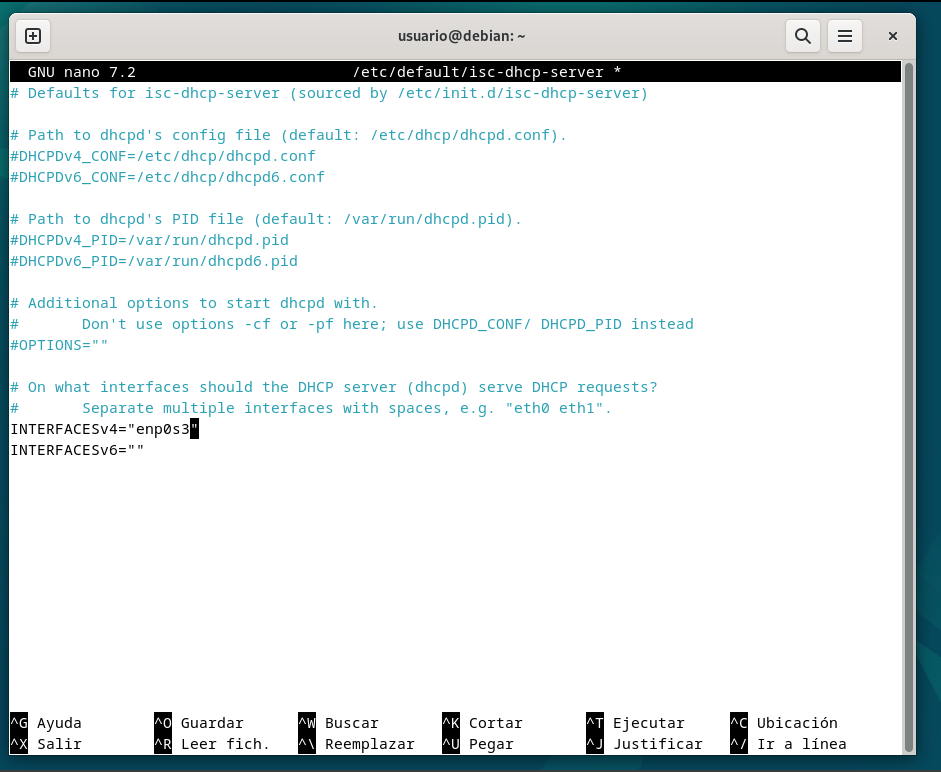 usuario@debian: ~
GNU nano 7.2 /etc/default/isc-dhcp-server *
# Defaults for isc-dhcp-server (sourced by /etc/init.d/isc-dhcp-server)
# Path to dhcpd's config file (default: /etc/dhcp/dhcpd.conf).
#DHCPDv4_CONF=/etc/dhcp/dhcpd.conf
#DHCPDv6_CONF=/etc/dhcp/dhcpd6.conf
# Path to dhcpd's PID file (default: /var/run/dhcpd.pid).
#DHCPDv4_PID=/var/run/dhcpd.pid
#DHCPDv6_PID=/var/run/dhcpd6.pid
# Additional options to start dhcpd with.
#       Don't use options -cf or -pf here; use DHCPD_CONF/ DHCPD_PID instead
#OPTIONS=""
# On what interfaces should the DHCP server (dhcpd) serve DHCP requests?
#       Separate multiple interfaces with spaces, e.g. "eth0 eth1".
INTERFACESv4="enp0s3"
INTERFACESv6=""
^G Ayuda ^O Guardar ^W Buscar ^K Cortar ^T Ejecutar ^C Ubicación
^X Salir ^R Leer fich. ^\ Reemplazar ^U Pegar ^J Justificar ^/ Ir a línea